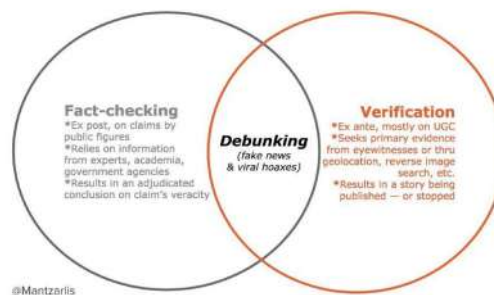 Fact-checking
*Ex post, on claims by
public figures
*Relies on information
from experts, academia,
government agencies
*Results in an adjudicated
conclusion on claim's veracity
Debunking
(fake news
& viral hoaxes)
Verification
*Ex ante, mostly on UGC
*Seeks primary evidence
from eyewitnesses or thru
geolocation, reverse image
search, etc.
*Results in a story being
published — or stopped
@Mantzarlis